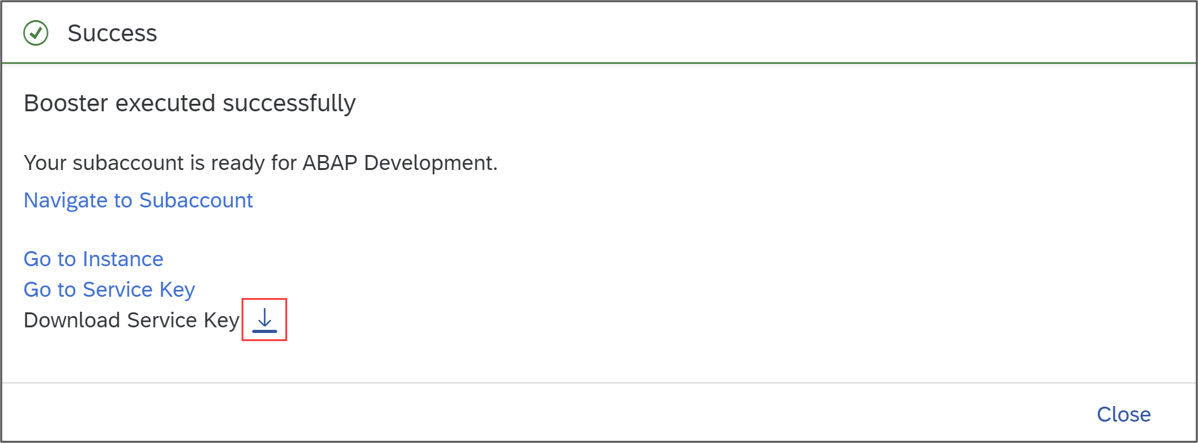 Success
Booster executed successfully
Your subaccount is ready for ABAP Development.
Navigate to Subaccount
Go to Instance
Go to Service Key
Download Service Key
Close